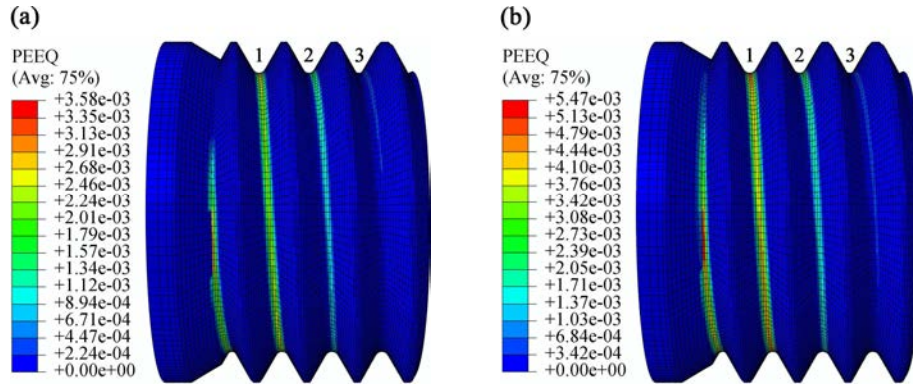 (a)
PEEQ
(Avg: 75%)
+3.58e-03
+3.35e-03
+3.13e-03
+2.91e-03
+2.68e-03
+2.46e-03
+2.24e-03
+2.01e-03
+1.79e-03
+1.57e-03
+1.34e-03
+1.12e-03
+8.94e-04
+6.71e-04
+4.47e-04
+2.24e-04
+0.00e+00
1 2 3
(b)
PEEQ
(Avg: 75%)
+5.47e-03
+5.13e-03
+4.79e-03
+4.44e-03
+4.10e-03
+3.76e-03
+3.42e-03
+3.08e-03
+2.73e-03
+2.39e-03
+2.05e-03
+1.71e-03
+1.37e-03
+1.03e-03
+6.84e-04
+3.42e-04
+0.00e+00
1 2 3